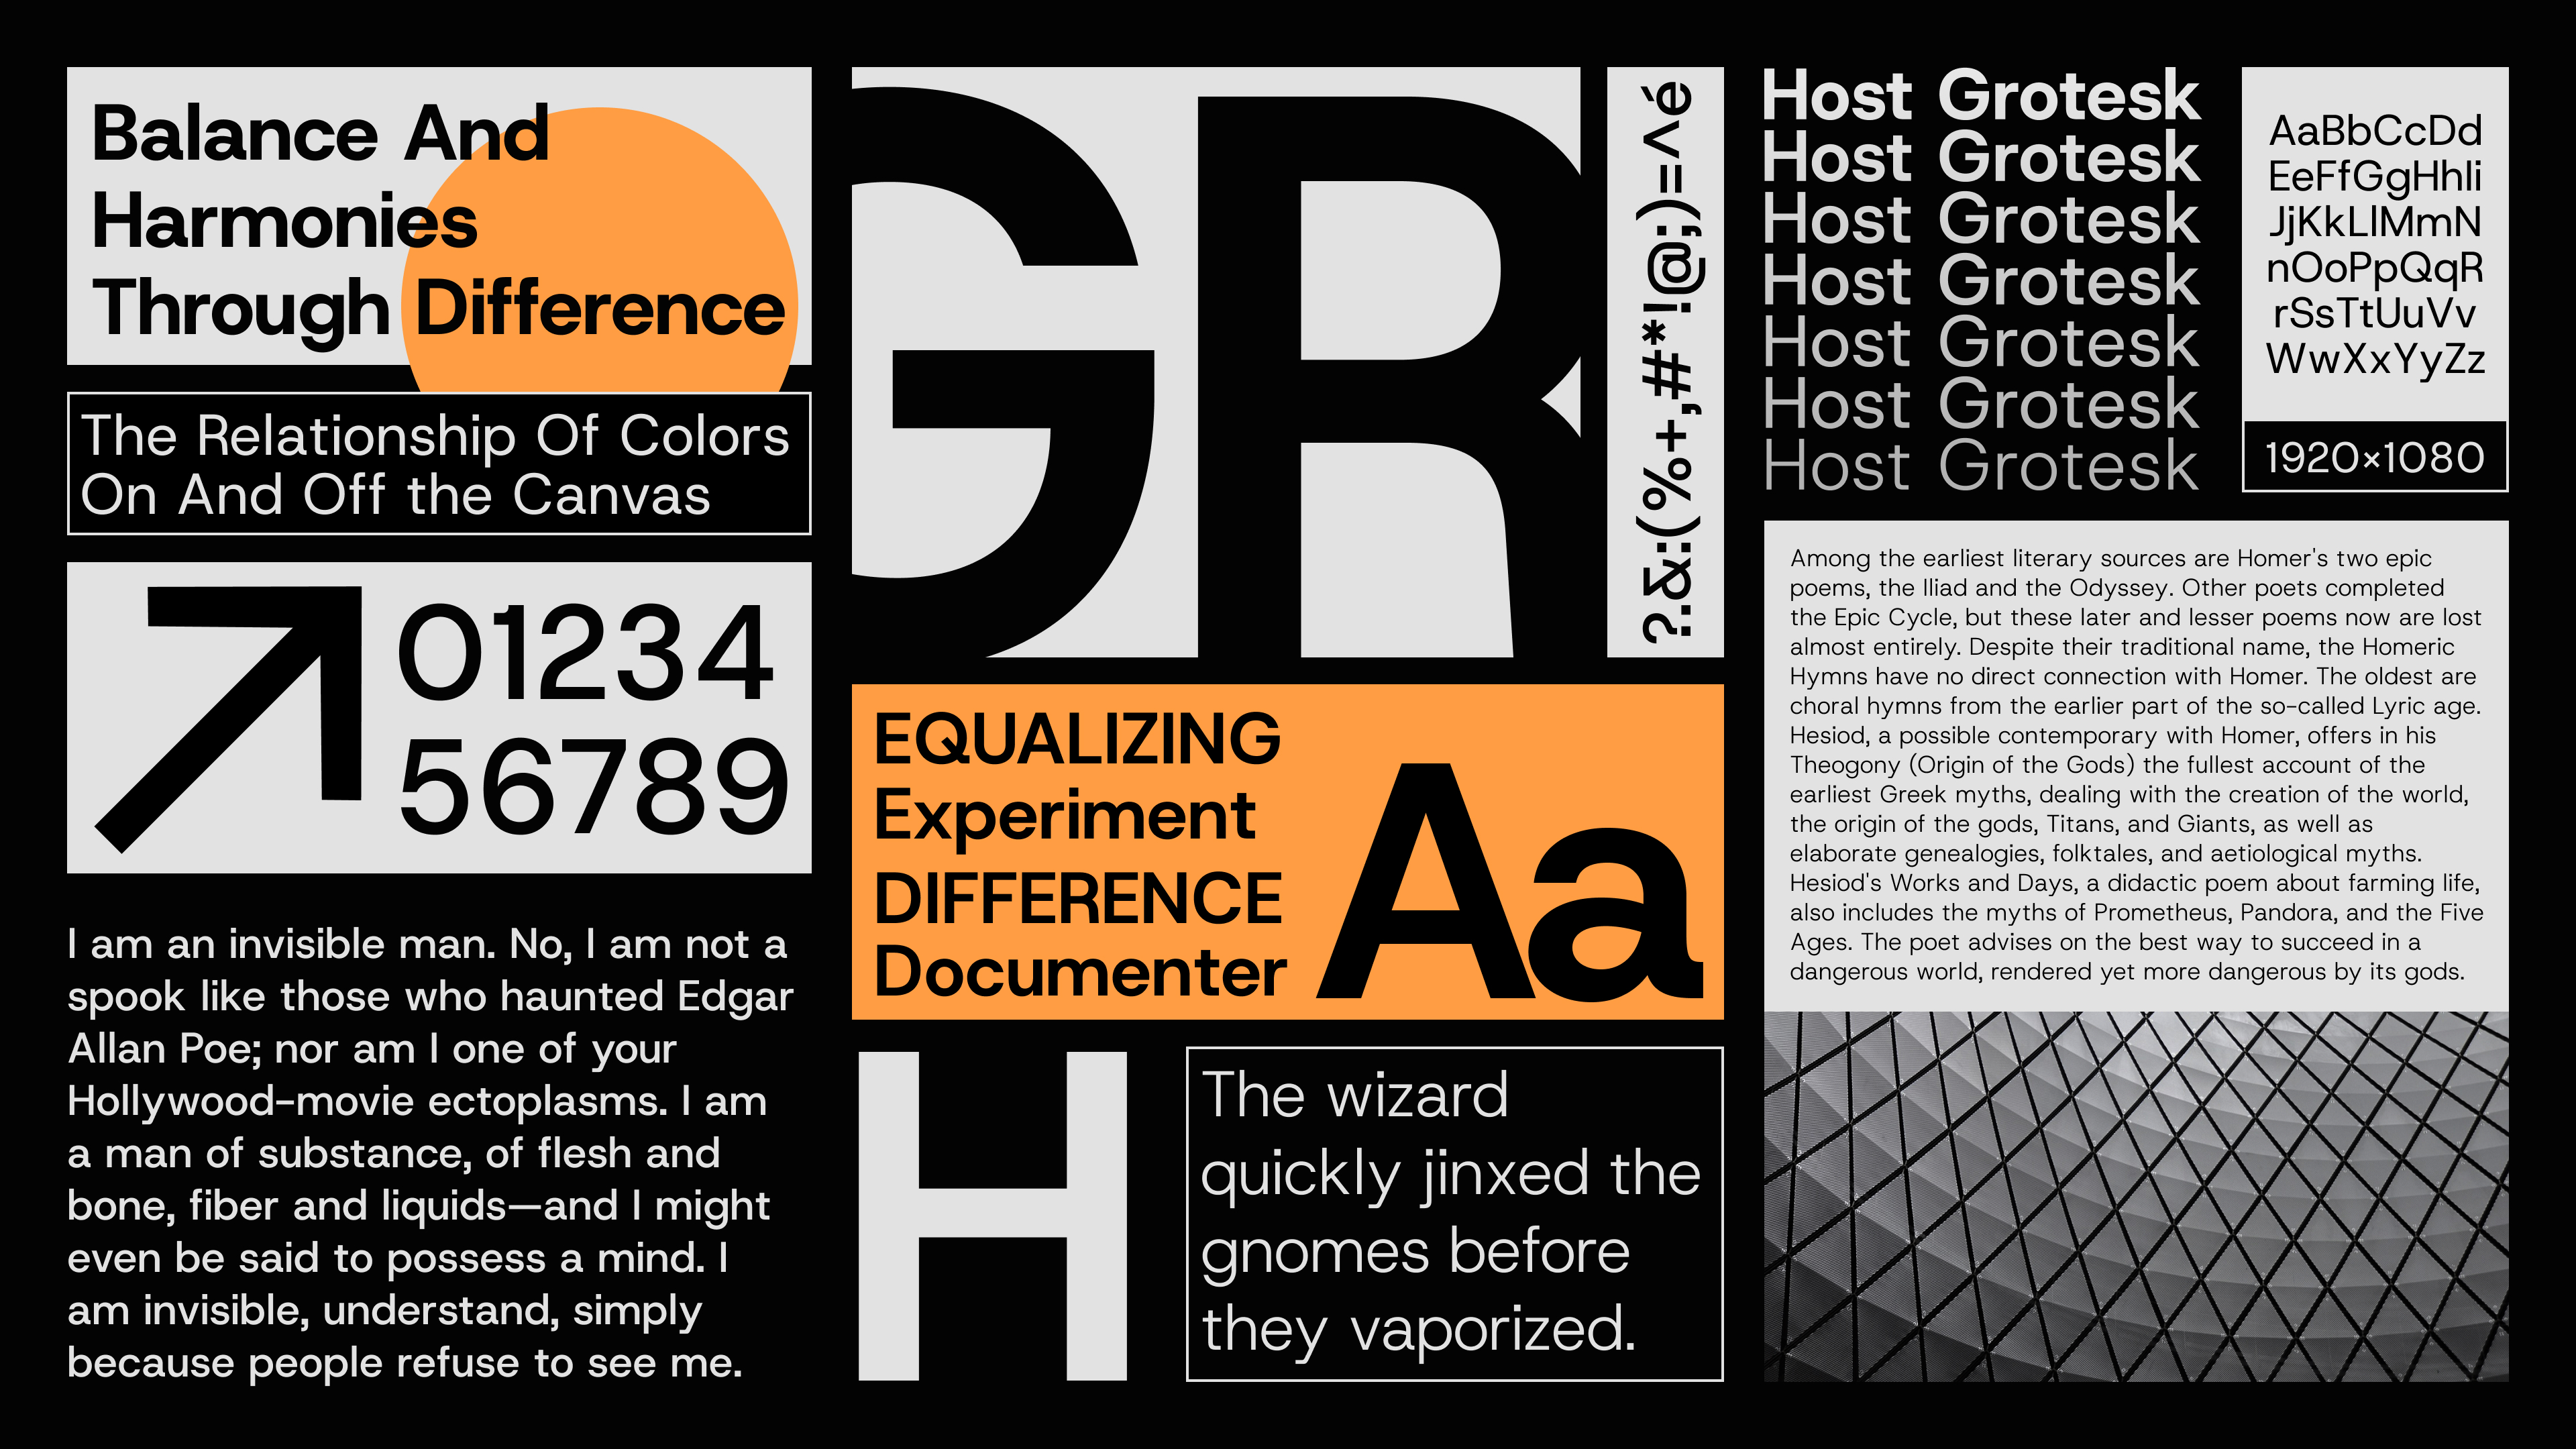 Balance And
Harmonies
Through Difference
The Relationship Of Colors
On And Off the Canvas
01234
56789
I am an invisible man. No, I am not a
spook like those who haunted Edgar
Allan Poe; nor am I one of your
Hollywood-movie ectoplasms. I am
a man of substance, of flesh and
bone, fiber and liquids—and I might
even be said to possess a mind. I
am invisible, understand, simply
because people refuse to see me.
GR
?.&:(%+,#*!@;)=^é
EQUALIZING
Experiment
DIFFERENCE
Documenter
Aa
H
The wizard
quickly jinxed the
gnomes before
they vaporized.
Host Grotesk
Host Grotesk
Host Grotesk
Host Grotesk
Host Grotesk
Host Grotesk
Host Grotesk
AaBbCcDd
EeFfGgHhIi
JjKkLlMmN
nOoPpQqR
rSsTtUuVv
WwXxYyZz
1920×1080
Among the earliest literary sources are Homer's two epic
poems, the Iliad and the Odyssey. Other poets completed
the Epic Cycle, but these later and lesser poems now are lost
almost entirely. Despite their traditional name, the Homeric
Hymns have no direct connection with Homer. The oldest are
choral hymns from the earlier part of the so-called Lyric age.
Hesiod, a possible contemporary with Homer, offers in his
Theogony (Origin of the Gods) the fullest account of the
earliest Greek myths, dealing with the creation of the world,
the origin of the gods, Titans, and Giants, as well as
elaborate genealogies, folktales, and aetiological myths.
Hesiod's Works and Days, a didactic poem about farming life,
also includes the myths of Prometheus, Pandora, and the Five
Ages. The poet advises on the best way to succeed in a
dangerous world, rendered yet more dangerous by its gods.